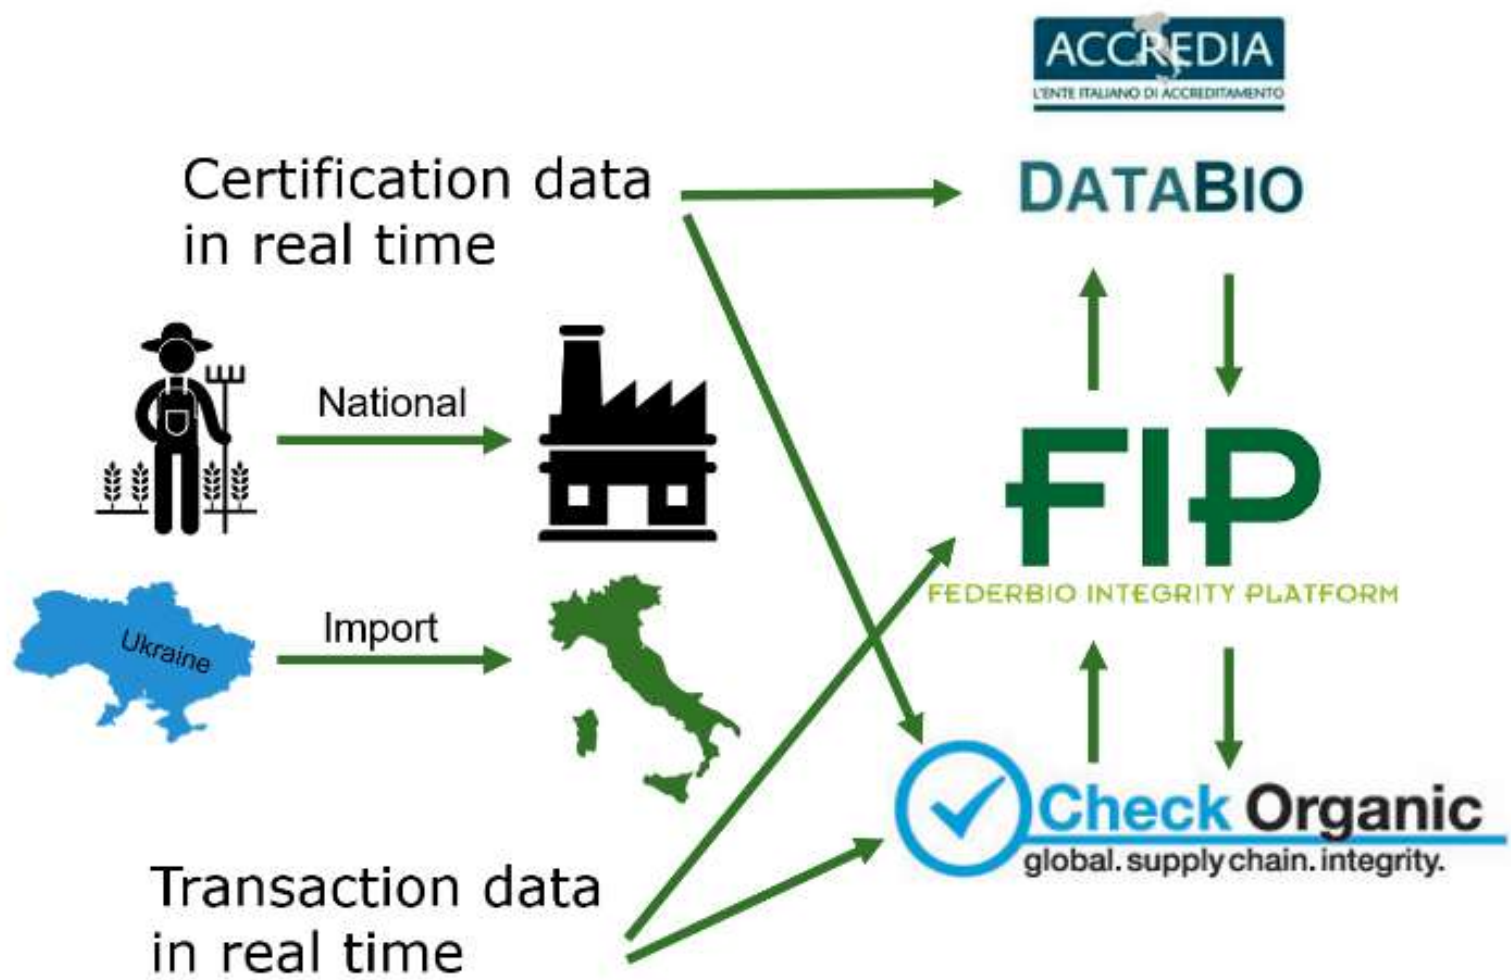 ACCREDIA
L'ENTE ITALIANO DI ACCREDITAMENTO
DATABIO
Certification data
in real time
National
FIP
FEDERBIO INTEGRITY PLATFORM
Ukraine
Import
Check Organic
global. supply chain. integrity.
Transaction data
in real time